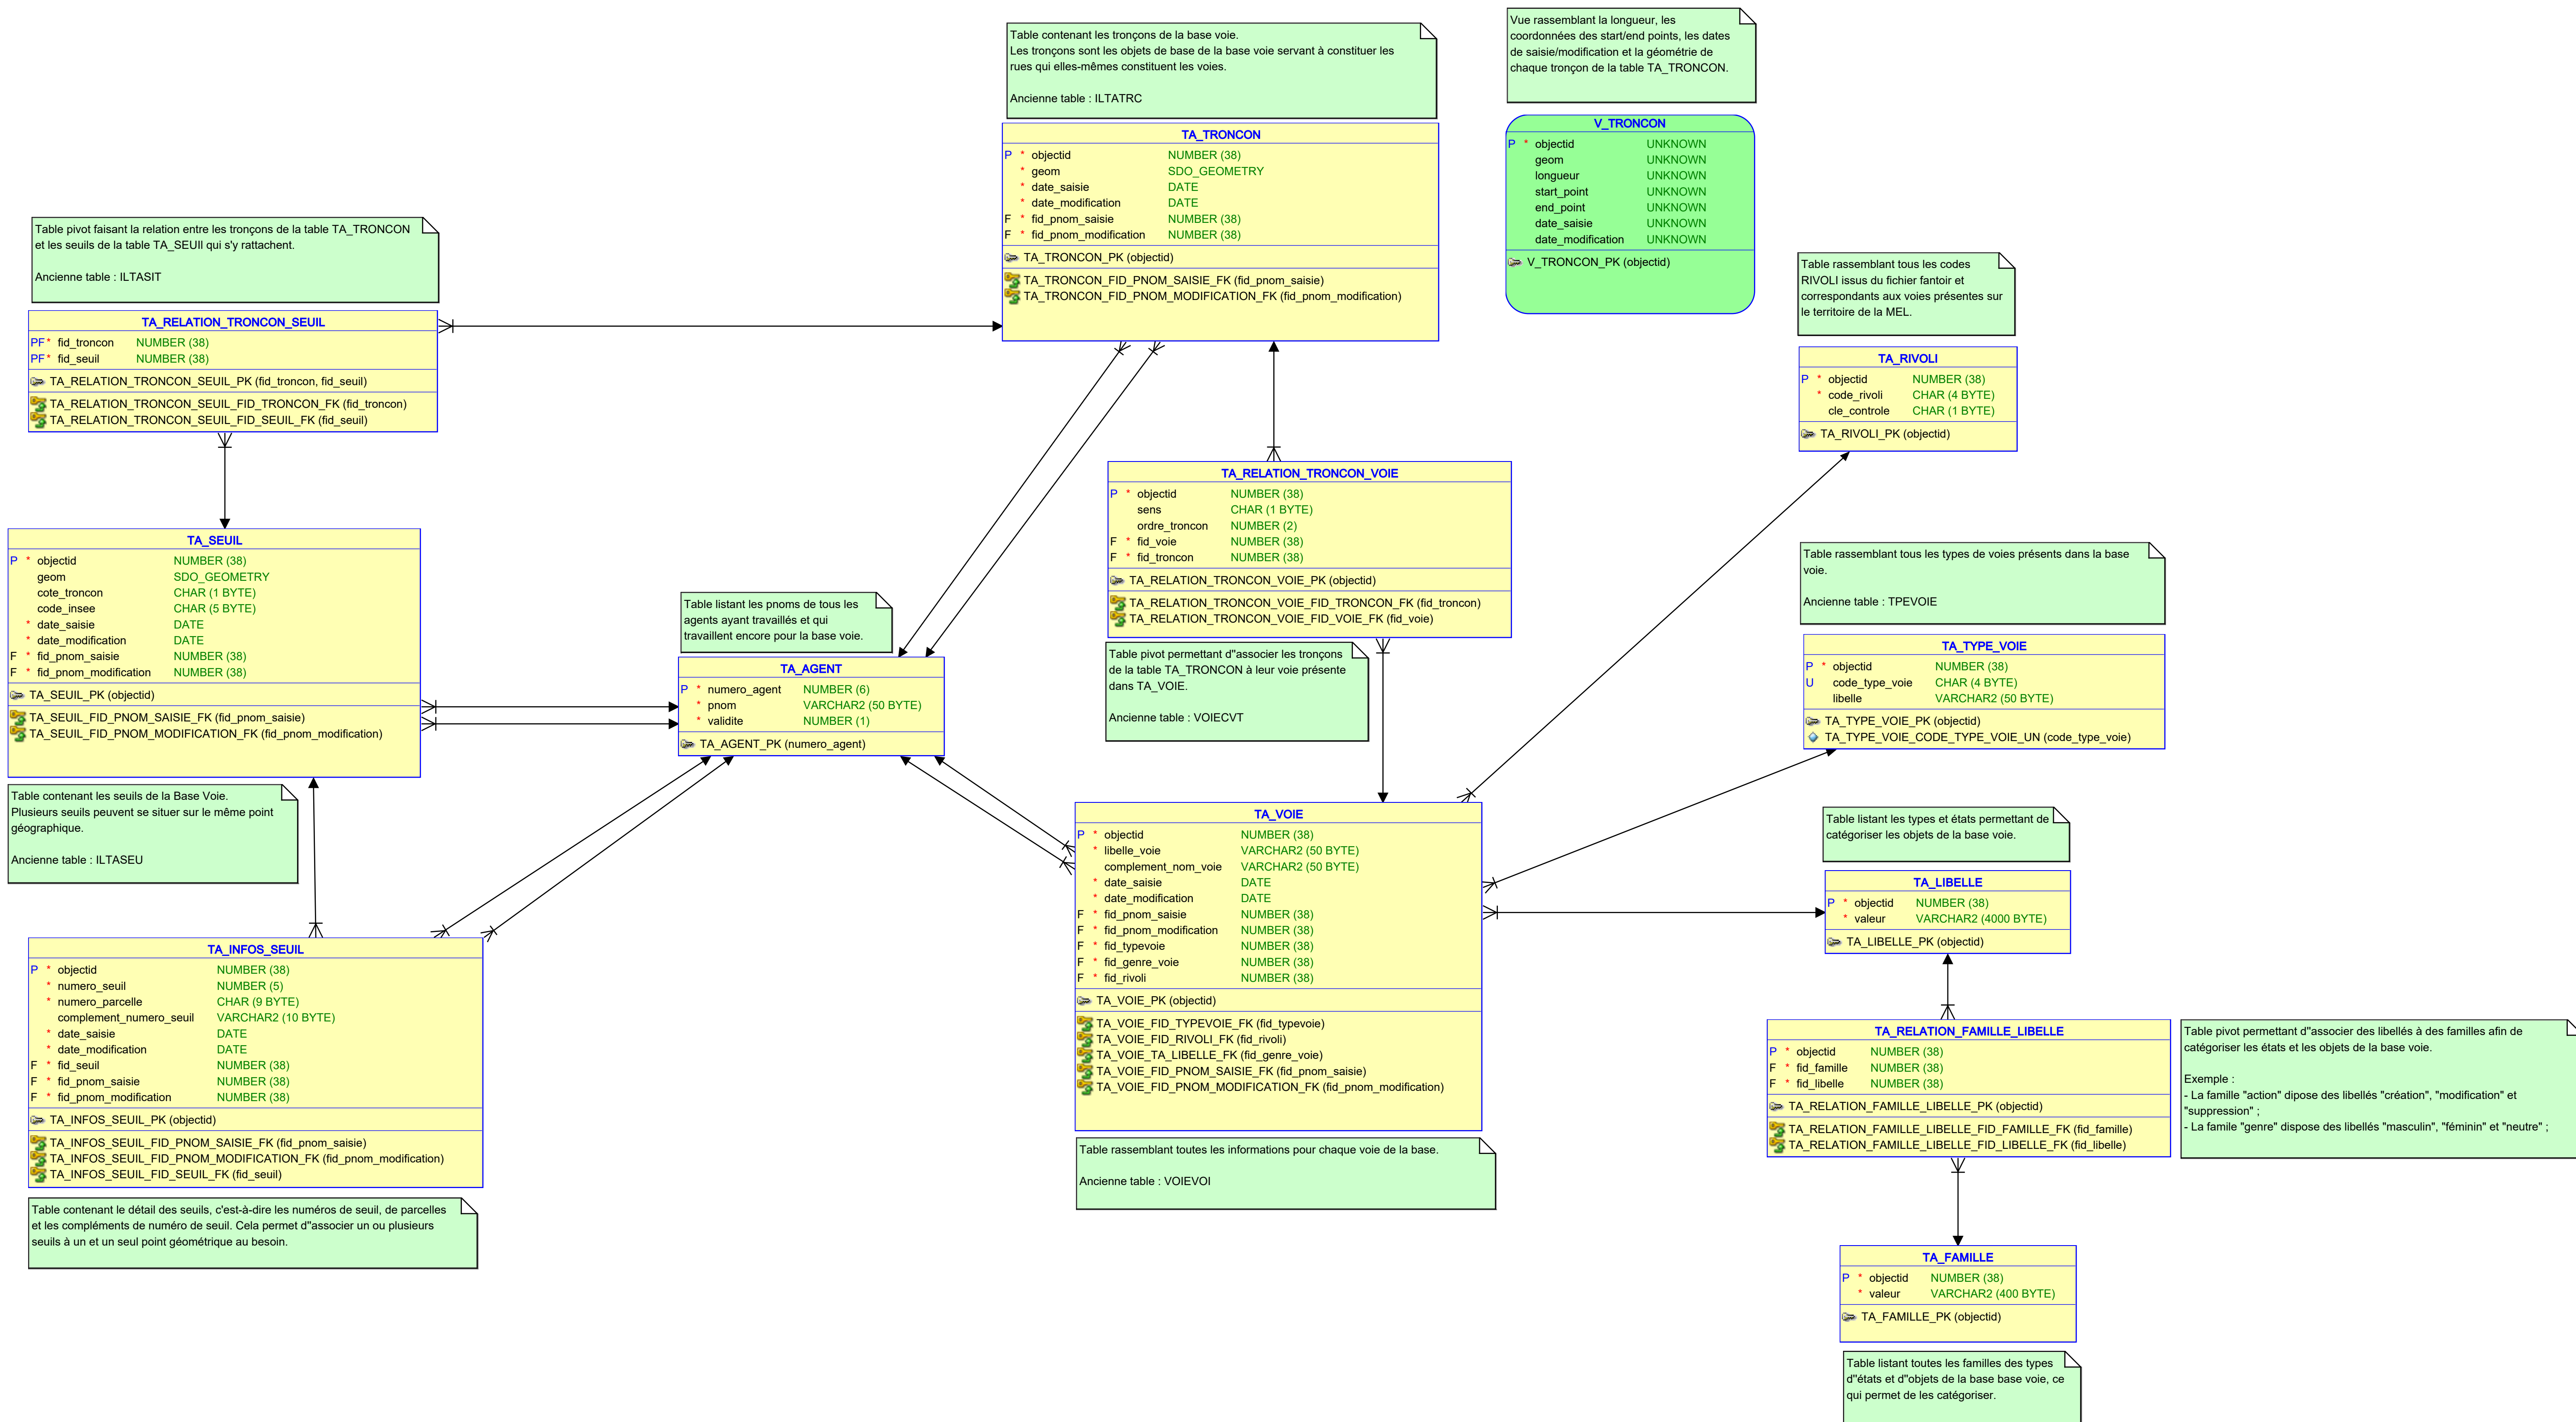 Table contenant les tronçons de la base voie.
Les tronçons sont les objets de base de la base voie servant à constituer les
rues qui elles-mêmes constituent les voies.
Ancienne table : ILTATRC
TA_TRONCON
P * objectid NUMBER (38)
* geom SDO_GEOMETRY
* date_saisie DATE
* date_modification DATE
F * fid_pnom_saisie NUMBER (38)
F * fid_pnom_modification NUMBER (38)
TA_TRONCON_PK (objectid)
TA_TRONCON_FID_PNOM_SAISIE_FK (fid_pnom_saisie)
TA_TRONCON_FID_PNOM_MODIFICATION_FK (fid_pnom_modification)
Vue rassemblant la longueur, les
coordonnées des start/end points, les dates
de saisie/modification et la géométrie de
chaque tronçon de la table TA_TRONCON.
V_TRONCON
P * objectid UNKNOWN
geom UNKNOWN
longueur UNKNOWN
start_point UNKNOWN
end_point UNKNOWN
date_saisie UNKNOWN
date_modification UNKNOWN
V_TRONCON_PK (objectid)
Table pivot faisant la relation entre les tronçons de la table TA_TRONCON
et les seuils de la table TA_SEUIl qui s'y rattachent.
Ancienne table : ILTASIT
TA_RELATION_TRONCON_SEUIL
PF * fid_troncon NUMBER (38)
PF * fid_seuil NUMBER (38)
TA_RELATION_TRONCON_SEUIL_PK (fid_troncon, fid_seuil)
TA_RELATION_TRONCON_SEUIL_FID_TRONCON_FK (fid_troncon)
TA_RELATION_TRONCON_SEUIL_FID_SEUIL_FK (fid_seuil)
Table rassemblant tous les codes
RIVOLI issus du fichier fantoir et
correspondants aux voies présentes sur
le territoire de la MEL.
TA_RIVOLI
P * objectid NUMBER (38)
* code_rivoli CHAR (4 BYTE)
cle_controle CHAR (1 BYTE)
TA_RIVOLI_PK (objectid)
TA_RELATION_TRONCON_VOIE
P * objectid NUMBER (38)
sens CHAR (1 BYTE)
ordre_troncon NUMBER (2)
F * fid_voie NUMBER (38)
F * fid_troncon NUMBER (38)
TA_RELATION_TRONCON_VOIE_PK (objectid)
TA_RELATION_TRONCON_VOIE_FID_TRONCON_FK (fid_troncon)
TA_RELATION_TRONCON_VOIE_FID_VOIE_FK (fid_voie)
Table pivot permettant d''associer les tronçons
de la table TA_TRONCON à leur voie présente
dans TA_VOIE.
Ancienne table : VOIECVT
TA_SEUIL
P * objectid NUMBER (38)
geom SDO_GEOMETRY
cote_troncon CHAR (1 BYTE)
code_insee CHAR (5 BYTE)
* date_saisie DATE
* date_modification DATE
F * fid_pnom_saisie NUMBER (38)
F * fid_pnom_modification NUMBER (38)
TA_SEUIL_PK (objectid)
TA_SEUIL_FID_PNOM_SAISIE_FK (fid_pnom_saisie)
TA_SEUIL_FID_PNOM_MODIFICATION_FK (fid_pnom_modification)
Table contenant les seuils de la Base Voie.
Plusieurs seuils peuvent se situer sur le même point
géographique.
Ancienne table : ILTASEU
Table listant les pnoms de tous les
agents ayant travaillés et qui
travaillent encore pour la base voie.
TA_AGENT
P * numero_agent NUMBER (6)
* pnom VARCHAR2 (50 BYTE)
* validite NUMBER (1)
TA_AGENT_PK (numero_agent)
Table rassemblant tous les types de voies présents dans la base
voie.
Ancienne table : TPEVOIE
TA_TYPE_VOIE
P * objectid NUMBER (38)
U code_type_voie CHAR (4 BYTE)
libelle VARCHAR2 (50 BYTE)
TA_TYPE_VOIE_PK (objectid)
TA_TYPE_VOIE_CODE_TYPE_VOIE_UN (code_type_voie)
TA_VOIE
P * objectid NUMBER (38)
* libelle_voie VARCHAR2 (50 BYTE)
complement_nom_voie VARCHAR2 (50 BYTE)
* date_saisie DATE
* date_modification DATE
F * fid_pnom_saisie NUMBER (38)
F * fid_pnom_modification NUMBER (38)
F * fid_typevoie NUMBER (38)
F * fid_genre_voie NUMBER (38)
F * fid_rivoli NUMBER (38)
TA_VOIE_PK (objectid)
TA_VOIE_FID_TYPEVOIE_FK (fid_typevoie)
TA_VOIE_FID_RIVOLI_FK (fid_rivoli)
TA_VOIE_TA_LIBELLE_FK (fid_genre_voie)
TA_VOIE_FID_PNOM_SAISIE_FK (fid_pnom_saisie)
TA_VOIE_FID_PNOM_MODIFICATION_FK (fid_pnom_modification)
Table rassemblant toutes les informations pour chaque voie de la base.
Ancienne table : VOIEVOI
Table listant les types et états permettant de
catégoriser les objets de la base voie.
TA_LIBELLE
P * objectid NUMBER (38)
* valeur VARCHAR2 (4000 BYTE)
TA_LIBELLE_PK (objectid)
TA_INFOS_SEUIL
P * objectid NUMBER (38)
* numero_seuil NUMBER (5)
* numero_parcelle CHAR (9 BYTE)
complement_numero_seuil VARCHAR2 (10 BYTE)
* date_saisie DATE
* date_modification DATE
F * fid_seuil NUMBER (38)
F * fid_pnom_saisie NUMBER (38)
F * fid_pnom_modification NUMBER (38)
TA_INFOS_SEUIL_PK (objectid)
TA_INFOS_SEUIL_FID_PNOM_SAISIE_FK (fid_pnom_saisie)
TA_INFOS_SEUIL_FID_PNOM_MODIFICATION_FK (fid_pnom_modification)
TA_INFOS_SEUIL_FID_SEUIL_FK (fid_seuil)
Table contenant le détail des seuils, c'est-à-dire les numéros de seuil, de parcelles
et les compléments de numéro de seuil. Cela permet d''associer un ou plusieurs
seuils à un et un seul point géométrique au besoin.
TA_RELATION_FAMILLE_LIBELLE
P * objectid NUMBER (38)
F * fid_famille NUMBER (38)
F * fid_libelle NUMBER (38)
TA_RELATION_FAMILLE_LIBELLE_PK (objectid)
TA_RELATION_FAMILLE_LIBELLE_FID_FAMILLE_FK (fid_famille)
TA_RELATION_FAMILLE_LIBELLE_FID_LIBELLE_FK (fid_libelle)
Table pivot permettant d''associer des libellés à des familles afin de
catégoriser les états et les objets de la base voie.
Exemple :
- La famille "action" dipose des libellés "création", "modification" et
"suppression" ;
- La famile "genre" dispose des libellés "masculin", "féminin" et "neutre" ;
TA_FAMILLE
P * objectid NUMBER (38)
* valeur VARCHAR2 (400 BYTE)
TA_FAMILLE_PK (objectid)
Table listant toutes les familles des types
d''états et d''objets de la base base voie, ce
qui permet de les catégoriser.